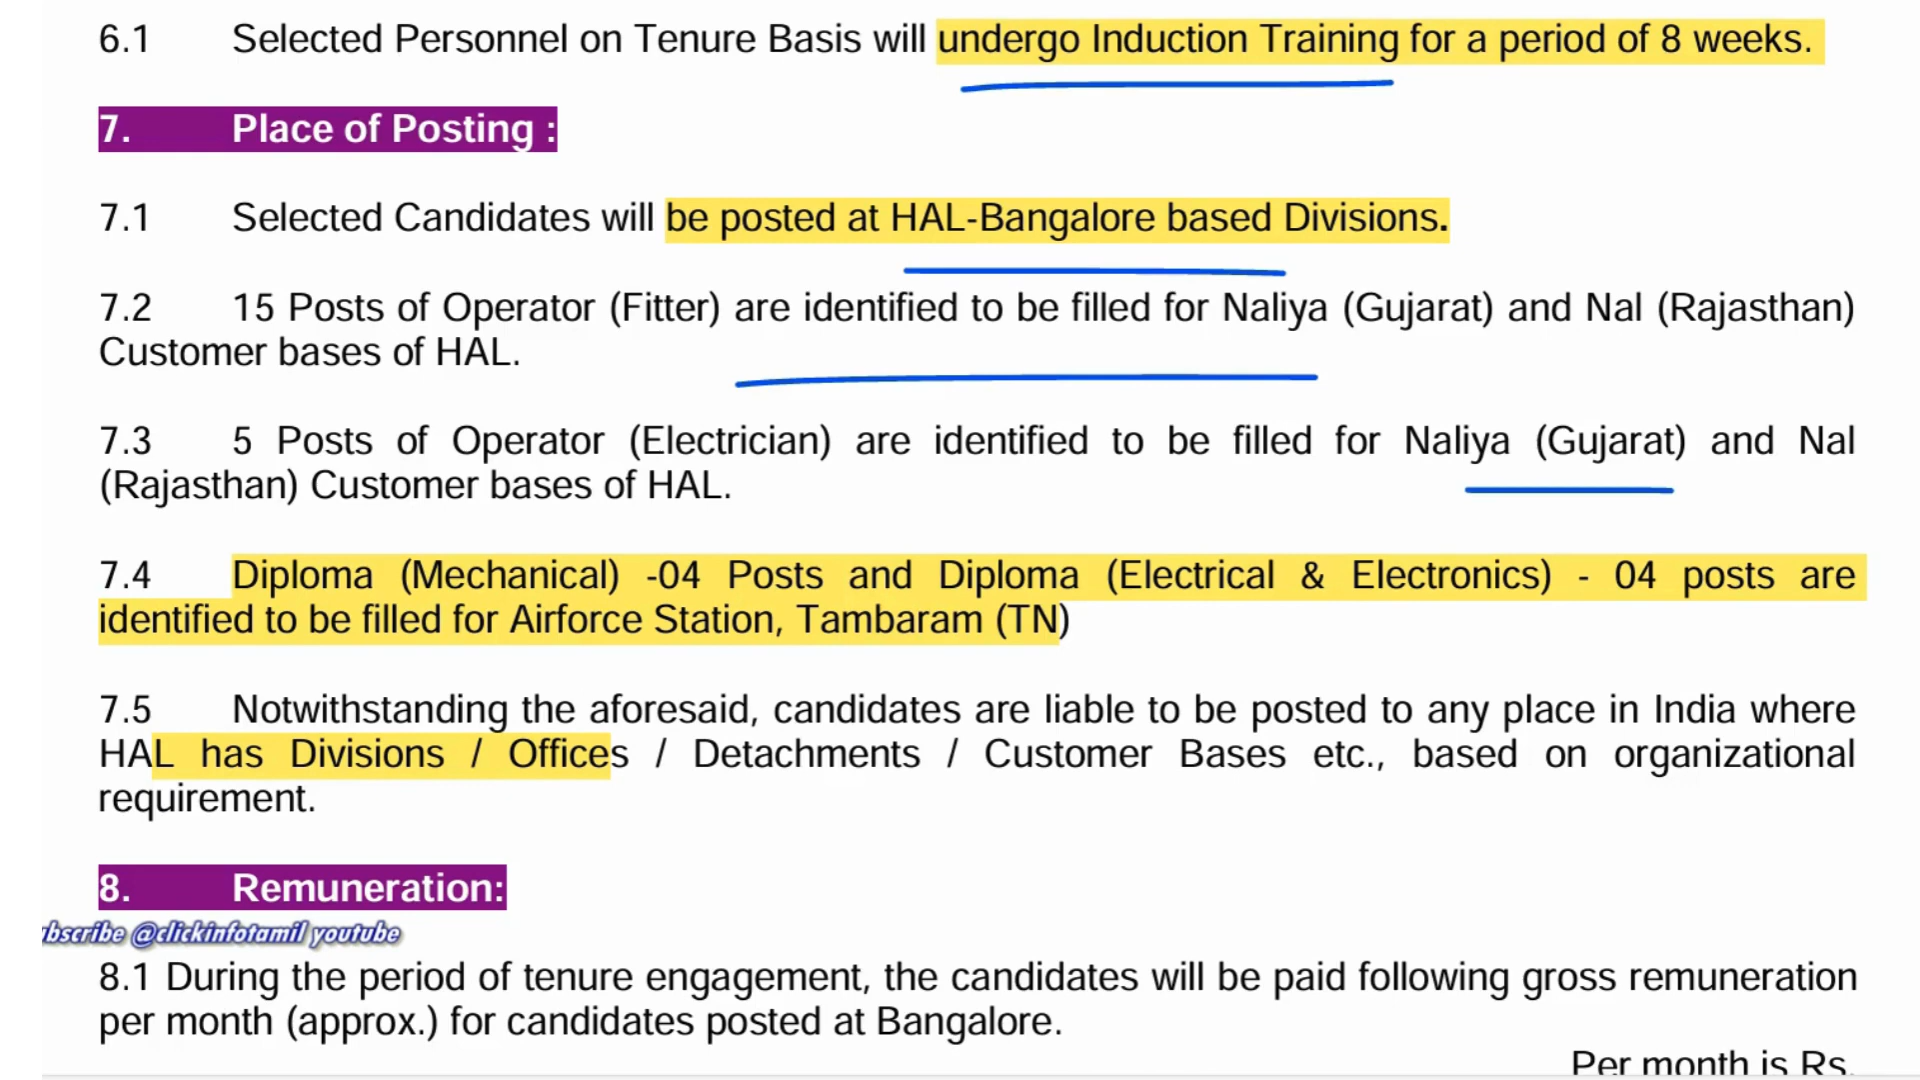 6.1 Selected Personnel on Tenure Basis will undergo Induction Training for a period of 8 weeks.
7. Place of Posting :
7.1 Selected Candidates will be posted at HAL-Bangalore based Divisions.
7.2 15 Posts of Operator (Fitter) are identified to be filled for Naliya (Gujarat) and Nal (Rajasthan)
Customer bases of HAL.
7.3 5 Posts of Operator (Electrician) are identified to be filled for Naliya (Gujarat) and Nal
(Rajasthan) Customer bases of HAL.
7.4 Diploma (Mechanical) -04 Posts and Diploma (Electrical & Electronics) - 04 posts are
identified to be filled for Airforce Station, Tambaram (TN)
7.5 Notwithstanding the aforesaid, candidates are liable to be posted to any place in India where
HAL has Divisions / Offices / Detachments / Customer Bases etc., based on organizational
requirement.
8. Remuneration:
bscribe @clickinfotamil youtube
8.1 During the period of tenure engagement, the candidates will be paid following gross remuneration
per month (approx.) for candidates posted at Bangalore.
Per month is Rs.